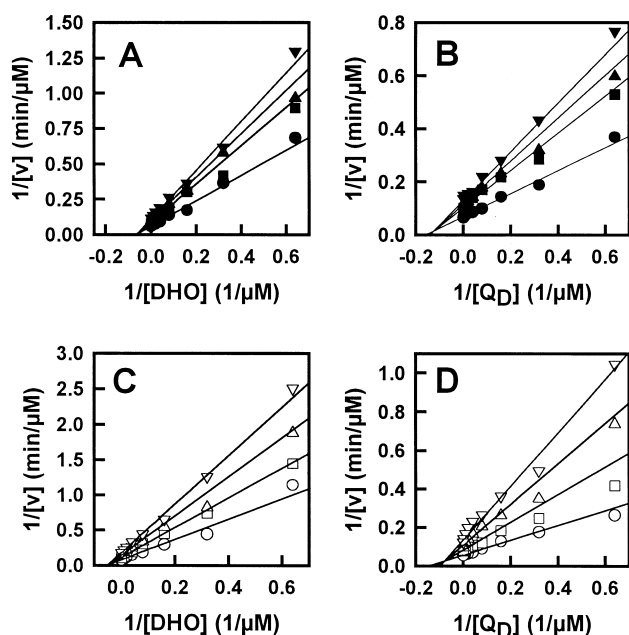 A
1/[v] (min/µM)
1.50
1.25
1.00
0.75
0.50
0.25
0.00
-0.2 0.0 0.2 0.4 0.6
1/[DHO] (1/µM)
B
1/[v] (min/µM)
0.8
0.6
0.4
0.2
0.0
-0.2 0.0 0.2 0.4 0.6
1/[QD] (1/µM)
C
1/[v] (min/µM)
3.0
2.5
2.0
1.5
1.0
0.5
0.0
0.0 0.2 0.4 0.6
1/[DHO] (1/µM)
D
1/[v] (min/µM)
1.0
0.8
0.6
0.4
0.2
0.0
-0.2 0.0 0.2 0.4 0.6
1/[QD] (1/µM)